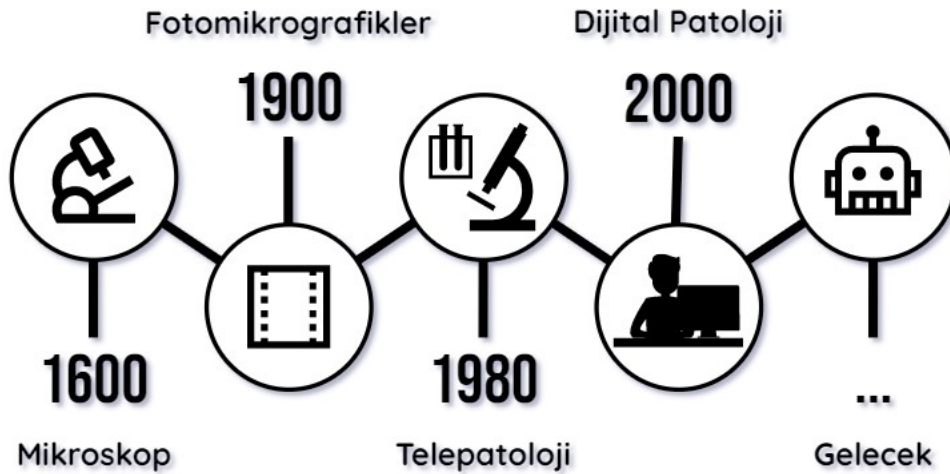 Fotomikrografikler
Dijital Patoloji
1900
2000
1600
1980
...
Mikroskop
Telepatoloji
Gelecek